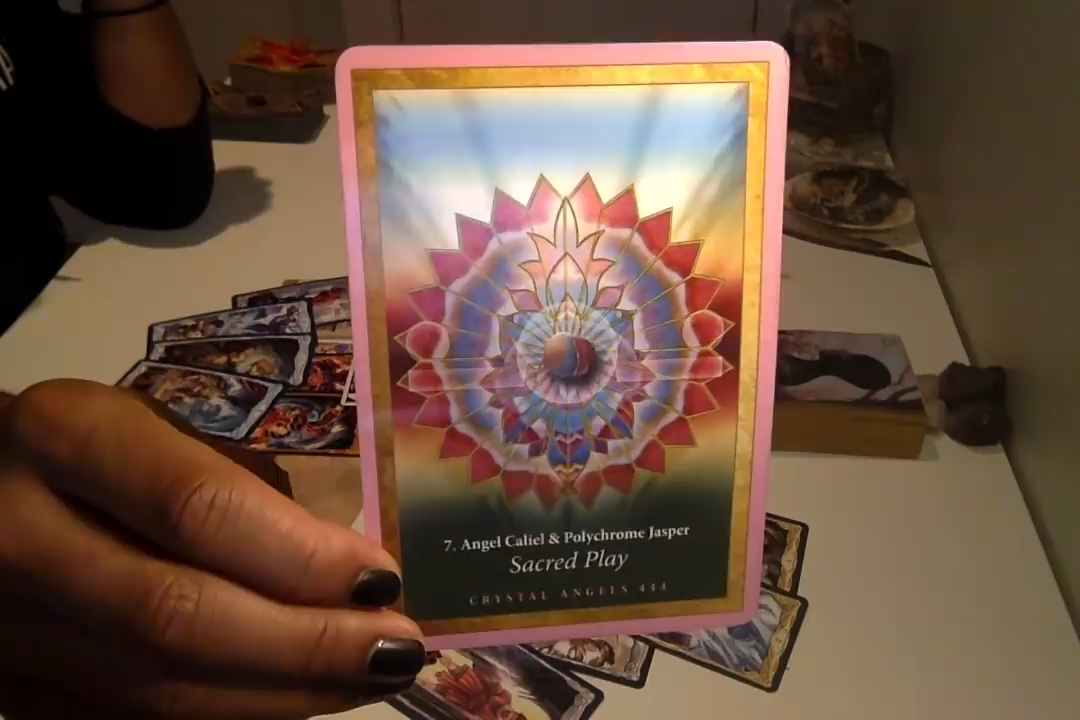 7. Angel Caliel & Polychrome Jasper
Sacred Play
CRYSTAL ANGELS 444